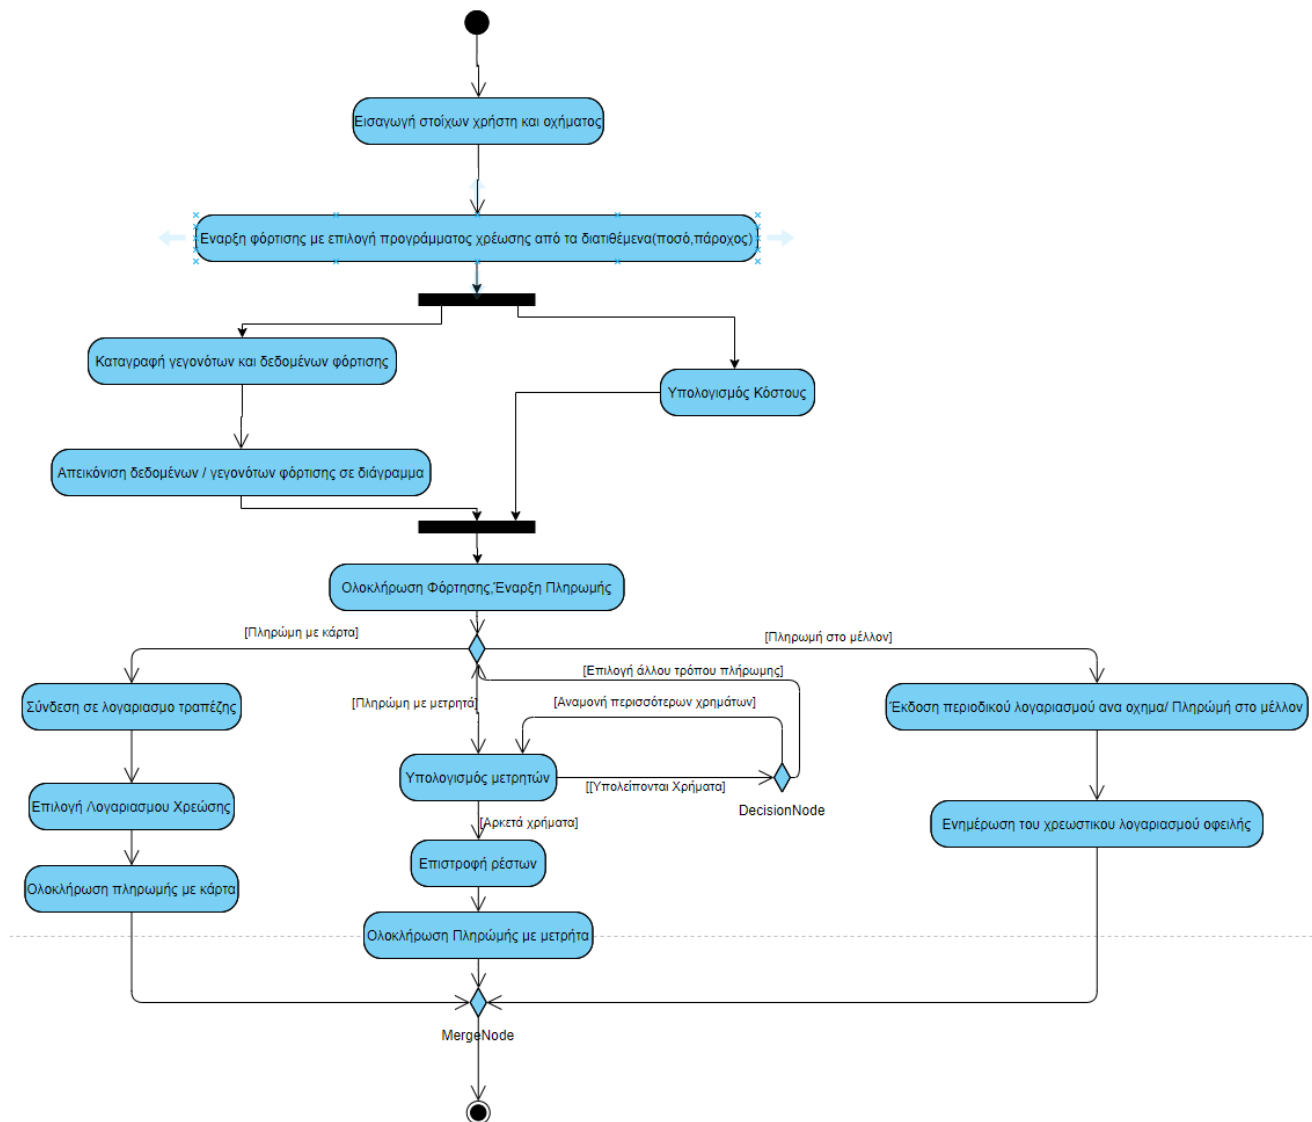 Εισαγωγή στοίχων χρήστη και οχήματος
Εναρξη φόρτισης με επιλογή προγράμματος χρέωσης από τα διατιθέμενα(ποσό,πάροχος)
Καταγραφή γεγονότων και δεδομένων φόρτισης
Υπολογισμός Κόστους
Απεικόνιση δεδομένων / γεγονότων φόρτισης σε διάγραμμα
Ολοκλήρωση Φόρτησης,Έναρξη Πληρωμής
[Πληρώμη με κάρτα]
[Πληρωμή στο μέλλον]
[Επιλογή άλλου τρόπου πλήρωμης]
[Πληρώμη με μετρητά]
[Αναμονή περισσότερων χρημάτων]
Σύνδεση σε λογαριασμο τραπέζης
Έκδοση περιοδικού λογαριασμού ανα οχημα/ Πληρώμή στο μέλλον
Υπολογισμός μετρητών
[[Υπολείπονται Χρήματα]
DecisionNode
Επιλογή Λογαριασμου Χρεώσης
[Αρκετά χρήματα]
Ενημέρωση του χρεωστικου λογαριασμού οφειλής
Επιστροφή ρέστων
Ολοκλήρωση πληρωμής με κάρτα
Ολοκλήρωση Πληρώμής με μετρήτα
MergeNode